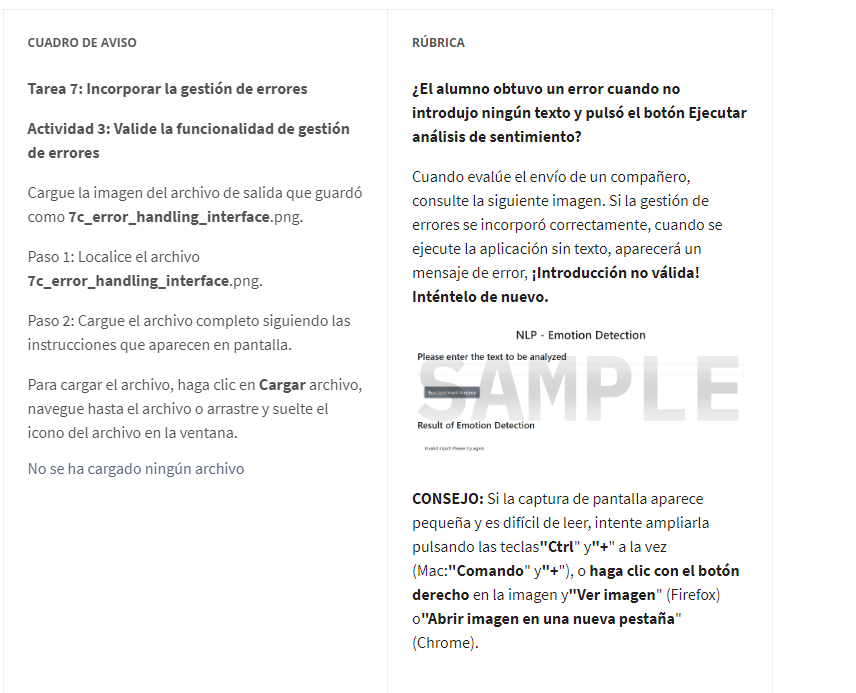 CUADRO DE AVISO
Tarea 7: Incorporar la gestión de errores
Actividad 3: Valide la funcionalidad de gestión
de errores
Cargue la imagen del archivo de salida que guardó
como 7c_error_handling_interface.png.
Paso 1: Localice el archivo
7c_error_handling_interface.png.
Paso 2: Cargue el archivo completo siguiendo las
instrucciones que aparecen en pantalla.
Para cargar el archivo, haga clic en Cargar archivo,
navegue hasta el archivo o arrastre y suelte el
icono del archivo en la ventana.
No se ha cargado ningún archivo
RÚBRICA
¿El alumno obtuvo un error cuando no
introdujo ningún texto y pulsó el botón Ejecutar
análisis de sentimiento?
Cuando evalúe el envío de un compañero,
consulte la siguiente imagen. Si la gestión de
errores se incorporó correctamente, cuando se
ejecute la aplicación sin texto, aparecerá un
mensaje de error, ¡Introducción no válida!
Inténtelo de nuevo.
NLP - Emotion Detection
Please enter the text to be analyzed
SAMPLE
Run Sentiment Analysis
Result of Emotion Detection
Invalid input! Please try again
CONSEJO: Si la captura de pantalla aparece
pequeña y es difícil de leer, intente ampliarla
pulsando las teclas"Ctrl" y"+" a la vez
(Mac:"Comando" y"+"), o haga clic con el botón
derecho en la imagen y"Ver imagen" (Firefox)
o"Abrir imagen en una nueva pestaña"
(Chrome).